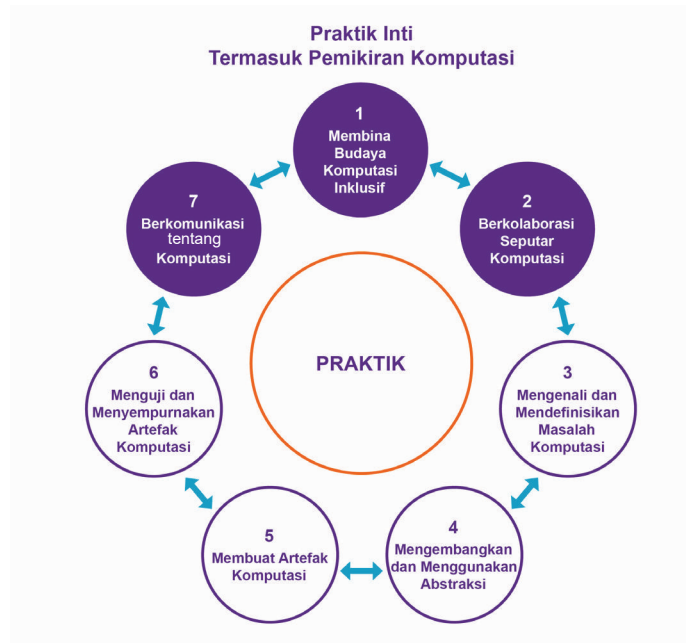 Praktik Inti
Termasuk Pemikiran Komputasi
1
Membina
Budaya
Komputasi
Inklusif
2
Berkolaborasi
Seputar
Komputasi
3
Mengenali dan
Mendefinisikan
Masalah
Komputasi
4
Mengembangkan
dan Menggunakan
Abstraksi
5
Membuat Artefak
Komputasi
6
Menguji dan
Menyempurnakan
Artefak
Komputasi
7
Berkomunikasi
tentang
Komputasi
PRAKTIK